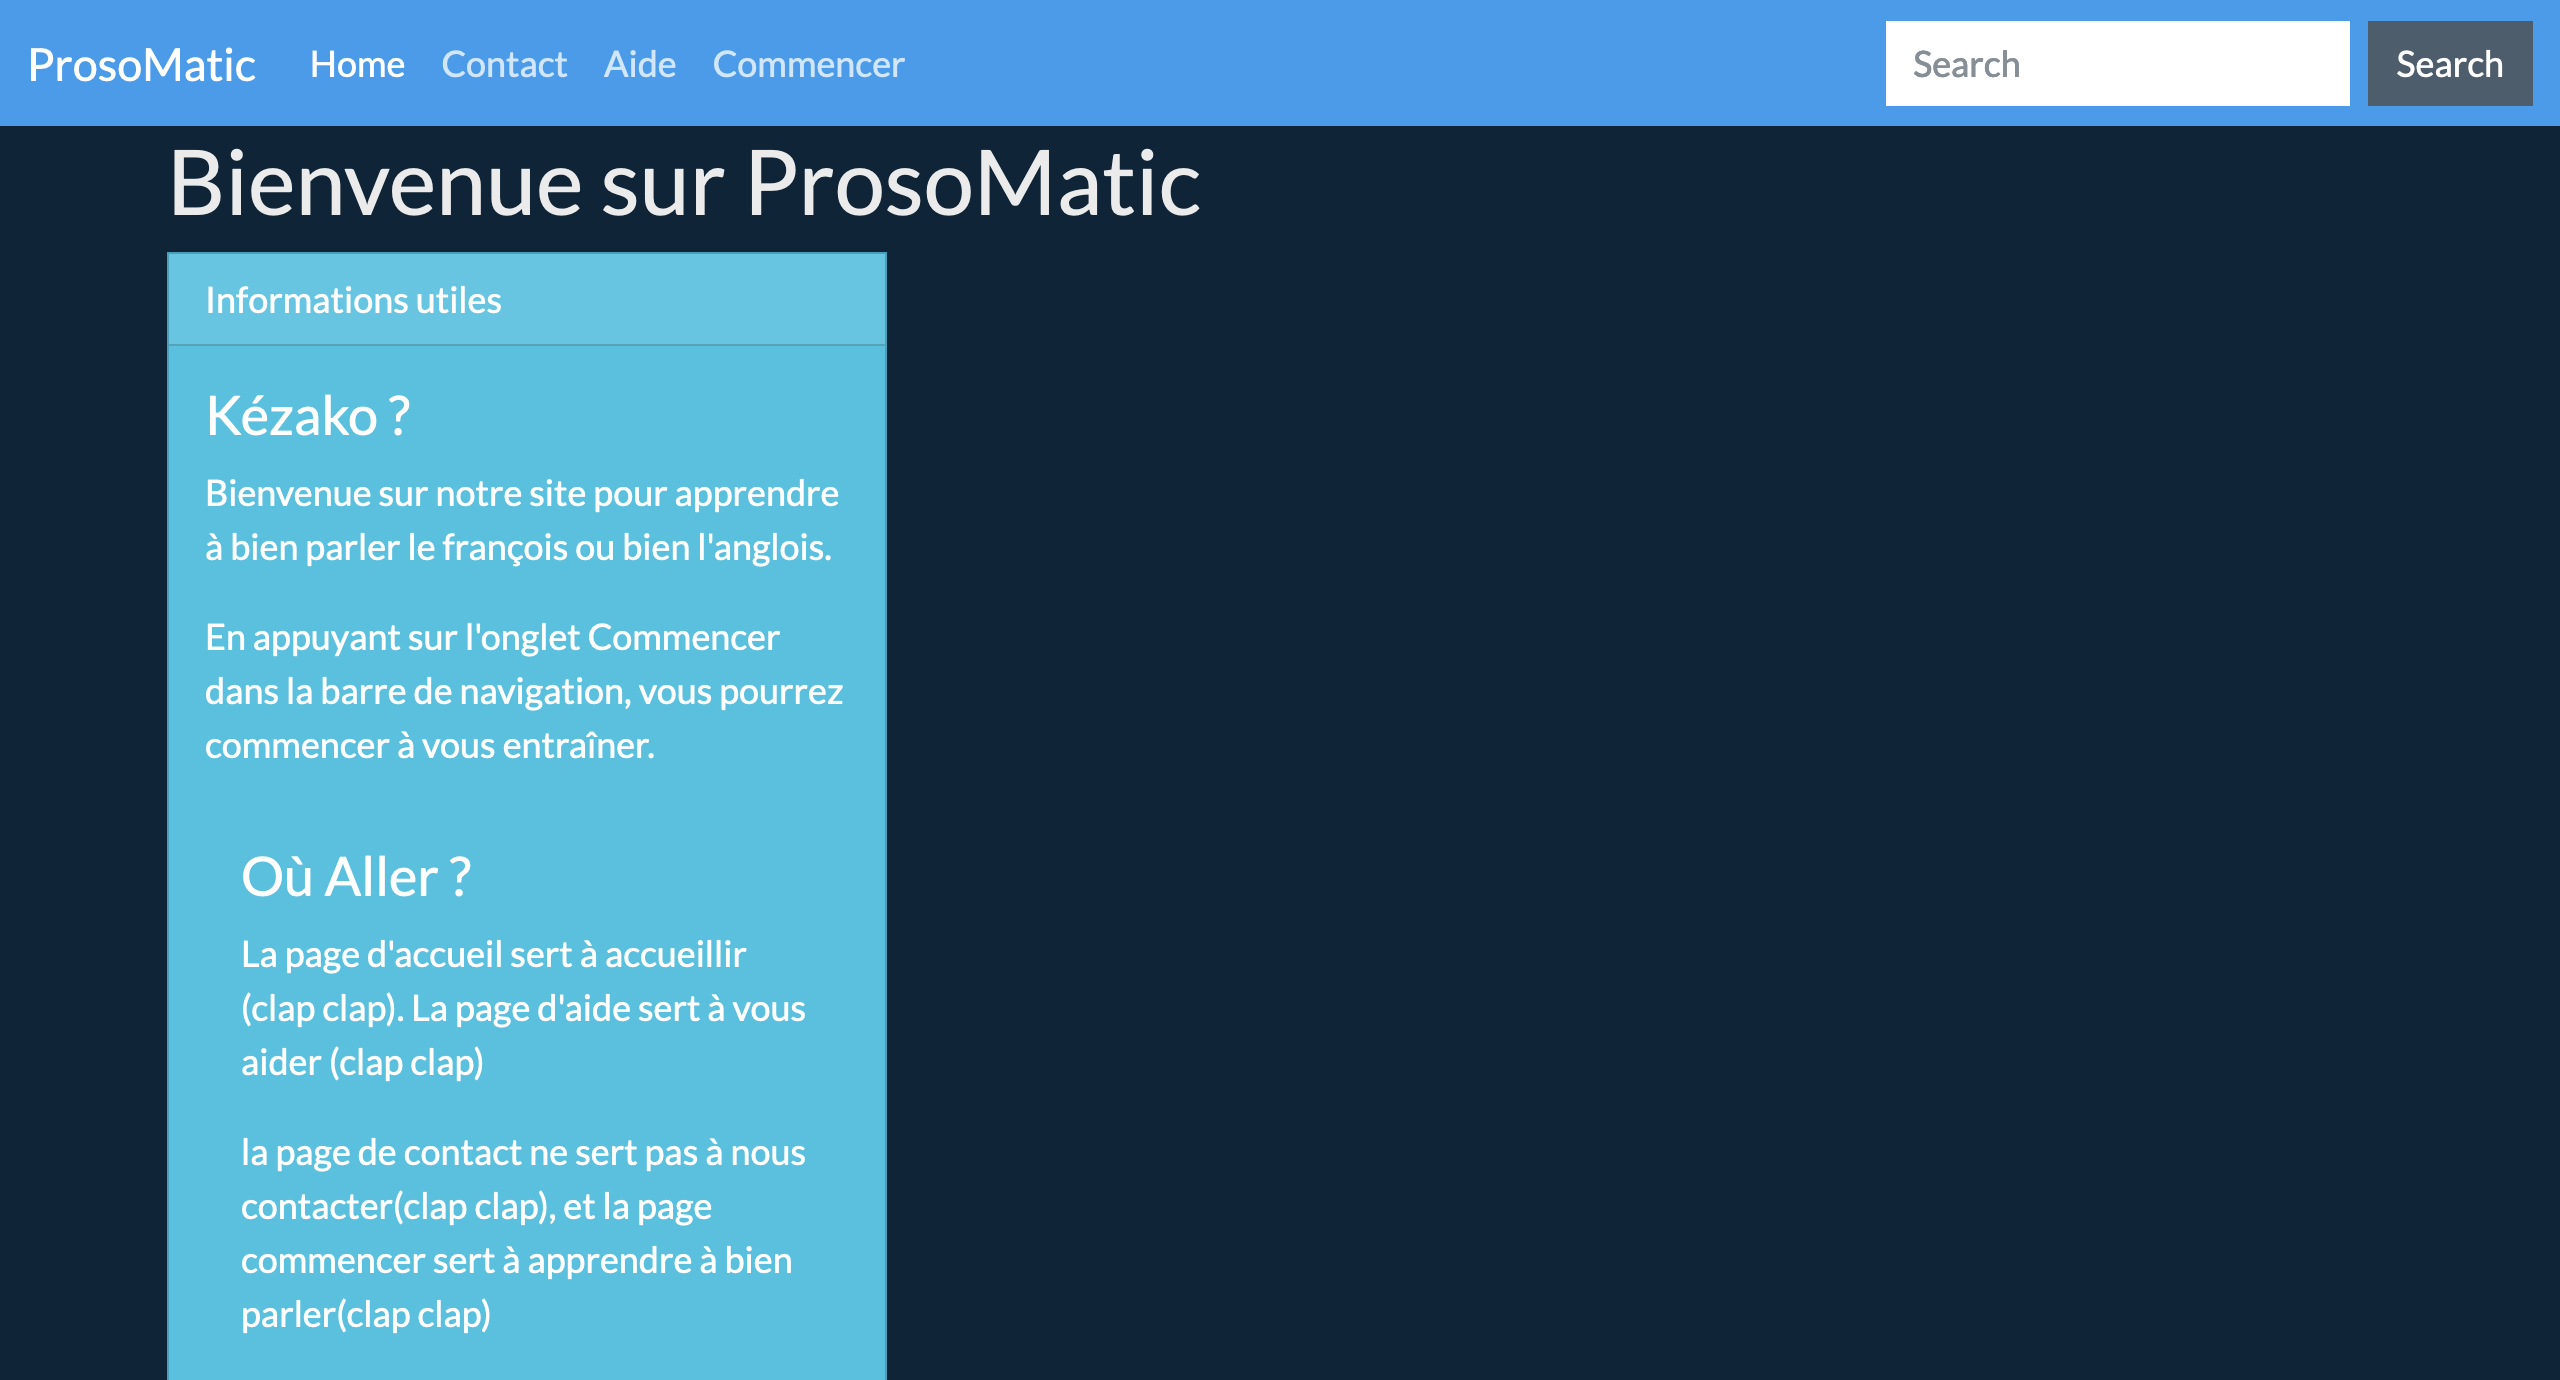 ProsoMatic Home Contact Aide Commencer Search Search
Bienvenue sur ProsoMatic
Informations utiles
Kézako ?
Bienvenue sur notre site pour apprendre
à bien parler le françois ou bien l'anglois.
En appuyant sur l'onglet Commencer
dans la barre de navigation, vous pourrez
commencer à vous entraîner.
Où Aller ?
La page d'accueil sert à accueillir
(clap clap). La page d'aide sert à vous
aider (clap clap)
la page de contact ne sert pas à nous
contacter(clap clap), et la page
commencer sert à apprendre à bien
parler(clap clap)